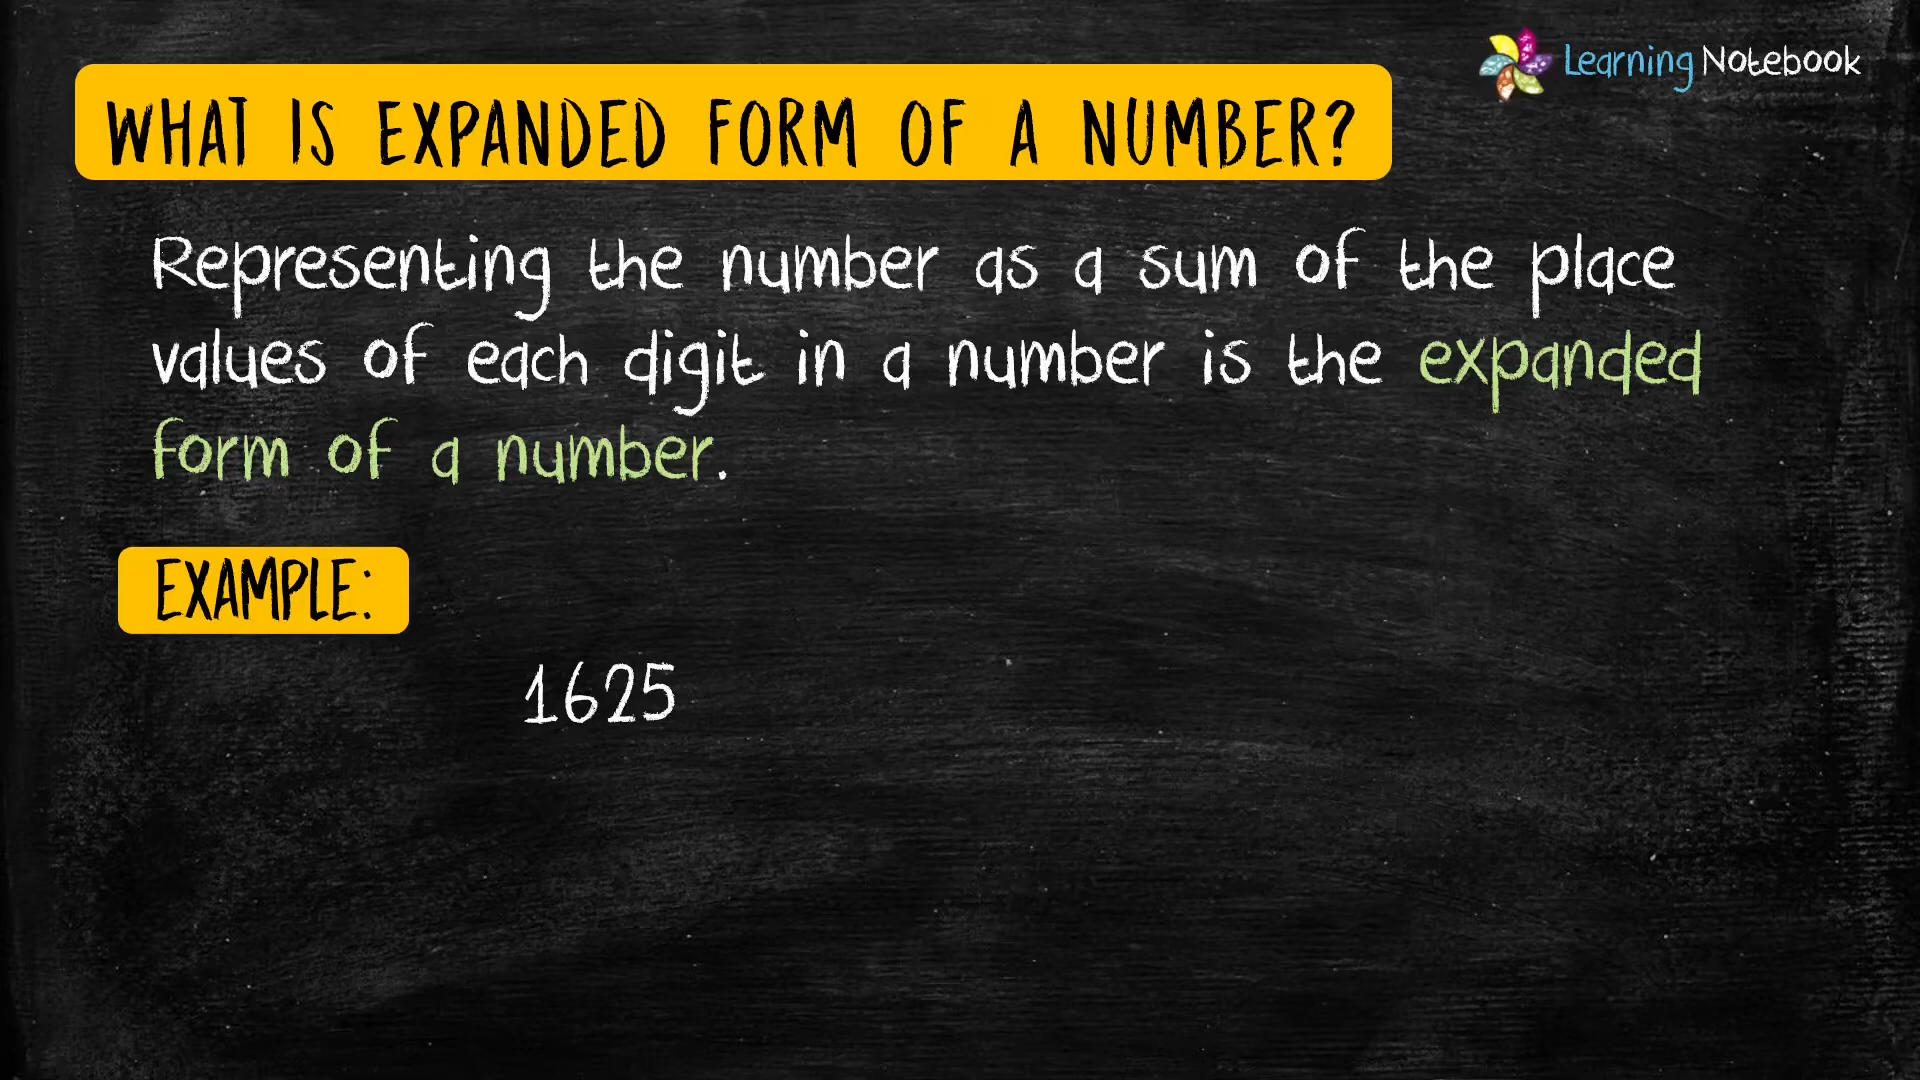 Learning Notebook
WHAT IS EXPANDED FORM OF A NUMBER?
Representing the number as a sum of the place
values of each digit in a number is the expanded
form of a number.
EXAMPLE:
1625